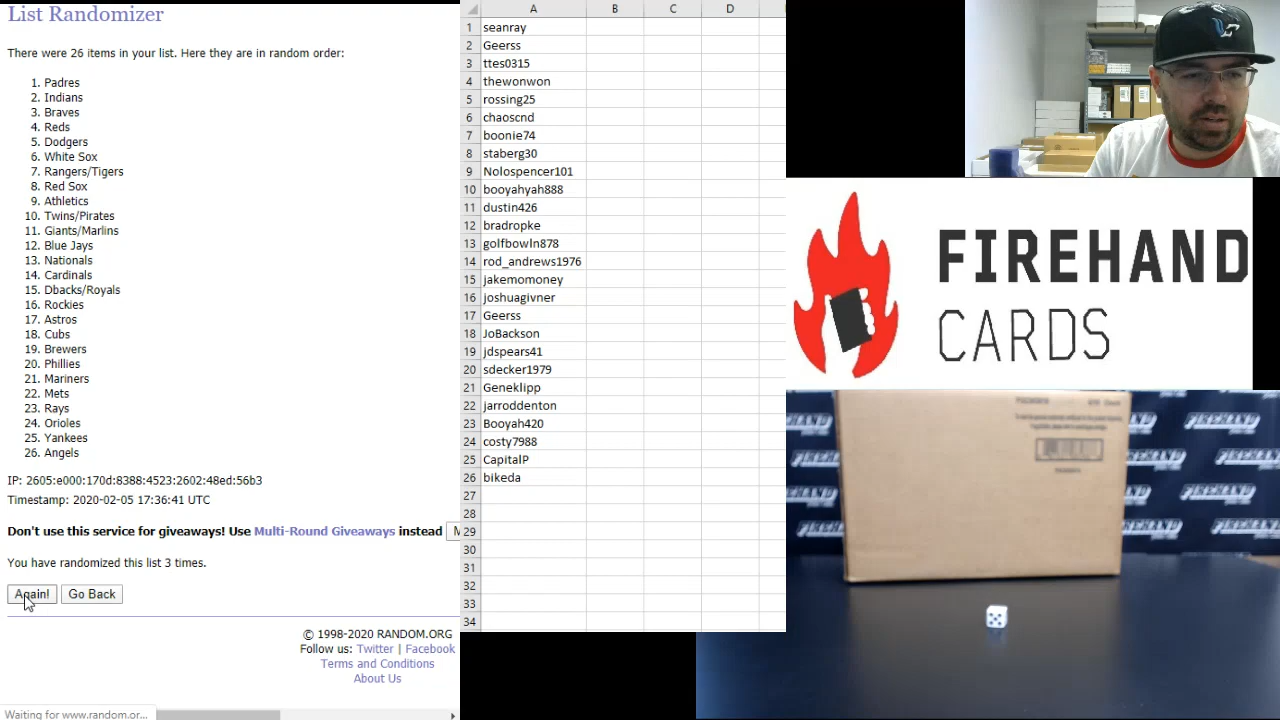 List Randomizer
There were 26 items in your list. Here they are in random order:
1. Padres
2. Indians
3. Braves
4. Reds
5. Dodgers
6. White Sox
7. Rangers/Tigers
8. Red Sox
9. Athletics
10. Twins/Pirates
11. Giants/Marlins
12. Blue Jays
13. Nationals
14. Cardinals
15. Dbacks/Royals
16. Rockies
17. Astros
18. Cubs
19. Brewers
20. Phillies
21. Mariners
22. Mets
23. Rays
24. Orioles
25. Yankees
26. Angels
IP: 2605:e000:170d:8388:4523:2602:48ed:56b3
Timestamp: 2020-02-05 17:36:41 UTC
Don't use this service for giveaways! Use Multi-Round Giveaways instead
You have randomized this list 3 times.
Again! Go Back
© 1998-2020 RANDOM.ORG
Follow us: Twitter | Facebook
Terms and Conditions
About Us
Waiting for www.random.or...
A B C D
1 seanray
2 Geerss
3 ttes0315
4 thewonwon
5 rossing25
6 chaoscnd
7 boonie74
8 staberg30
9 Nolospencer101
10 booyahyah888
11 dustin426
12 bradropke
13 golfbowln878
14 rod_andrews1976
15 jakemomoney
16 joshuagivner
17 Geerss
18 JoBackson
19 jdspears41
20 sdecker1979
21 Geneklipp
22 jarroddenton
23 Booyah420
24 costy7988
25 CapitalP
26 bikeda
27
28
29
30
31
32
33
34
FIREHAND
CARDS
FIREHAND
FIREHAND
FIREHAND